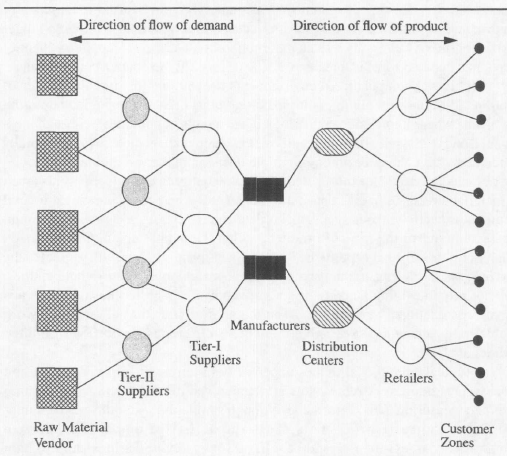 Direction of flow of demand
Direction of flow of product
Manufacturers
Tier-I
Suppliers
Distribution
Centers
Tier-II
Suppliers
Retailers
Raw Material
Vendor
Customer
Zones